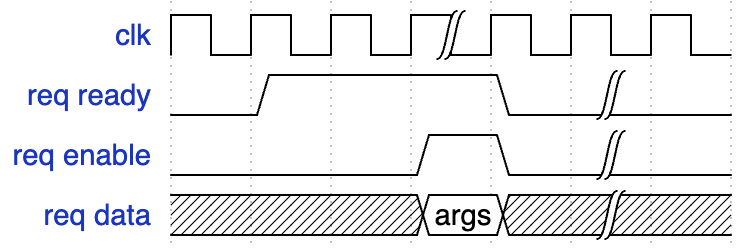 clk
req ready
req enable
req data args